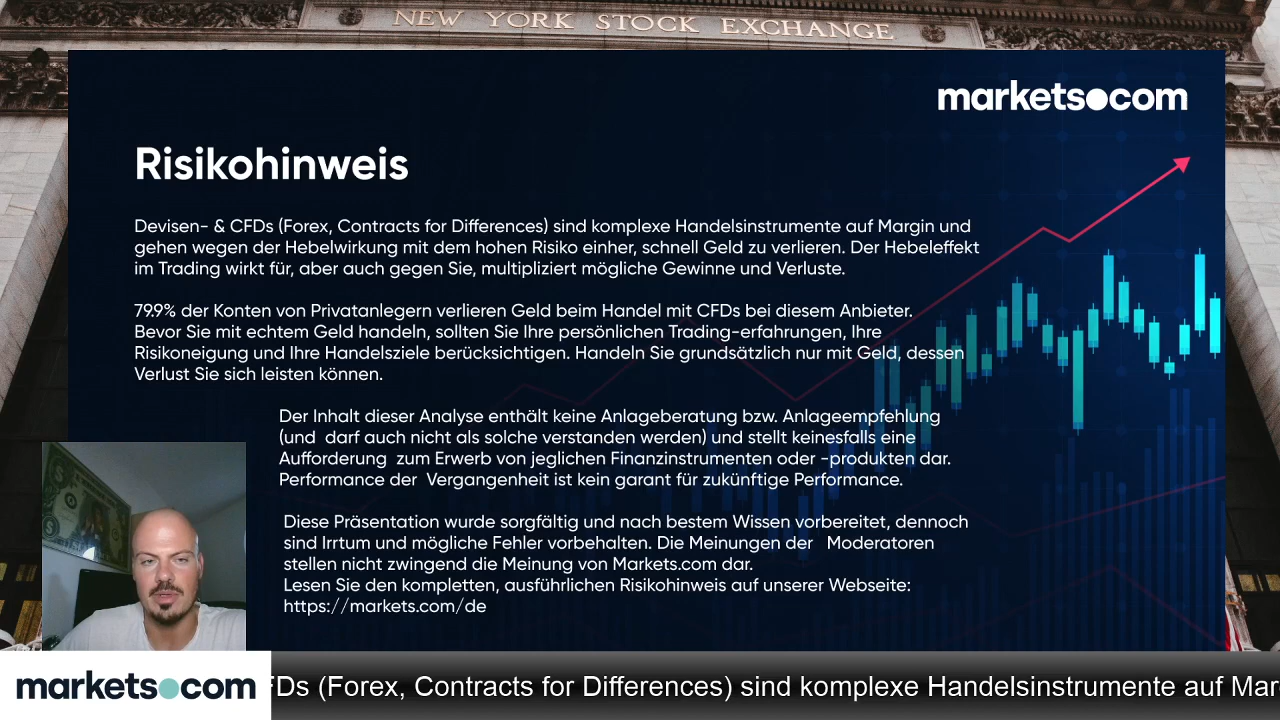 NEW YORK STOCK EXCHANGE
markets.com
Risikohinweis
Devisen- & CFDs (Forex, Contracts for Differences) sind komplexe Handelsinstrumente auf Margin und
gehen wegen der Hebelwirkung mit dem hohen Risiko einher, schnell Geld zu verlieren. Der Hebeleffekt
im Trading wirkt für, aber auch gegen Sie, multipliziert mögliche Gewinne und Verluste.
79.9% der Konten von Privatanlegern verlieren Geld beim Handel mit CFDs bei diesem Anbieter.
Bevor Sie mit echtem Geld handeln, sollten Sie Ihre persönlichen Trading-erfahrungen, Ihre
Risikoneigung und Ihre Handelsziele berücksichtigen. Handeln Sie grundsätzlich nur mit Geld, dessen
Verlust Sie sich leisten können.
Der Inhalt dieser Analyse enthält keine Anlageberatung bzw. Anlageempfehlung
(und darf auch nicht als solche verstanden werden) und stellt keinesfalls eine
Aufforderung zum Erwerb von jeglichen Finanzinstrumenten oder -produkten dar.
Performance der Vergangenheit ist kein garant für zukünftige Performance.
Diese Präsentation wurde sorgfältig und nach bestem Wissen vorbereitet, dennoch
sind Irrtum und mögliche Fehler vorbehalten. Die Meinungen der Moderatoren
stellen nicht zwingend die Meinung von Markets.com dar.
Lesen Sie den kompletten, ausführlichen Risikohinweis auf unserer Webseite:
https://markets.com/de
markets.com
FDs (Forex, Contracts for Differences) sind komplexe Handelsinstrumente auf Mar